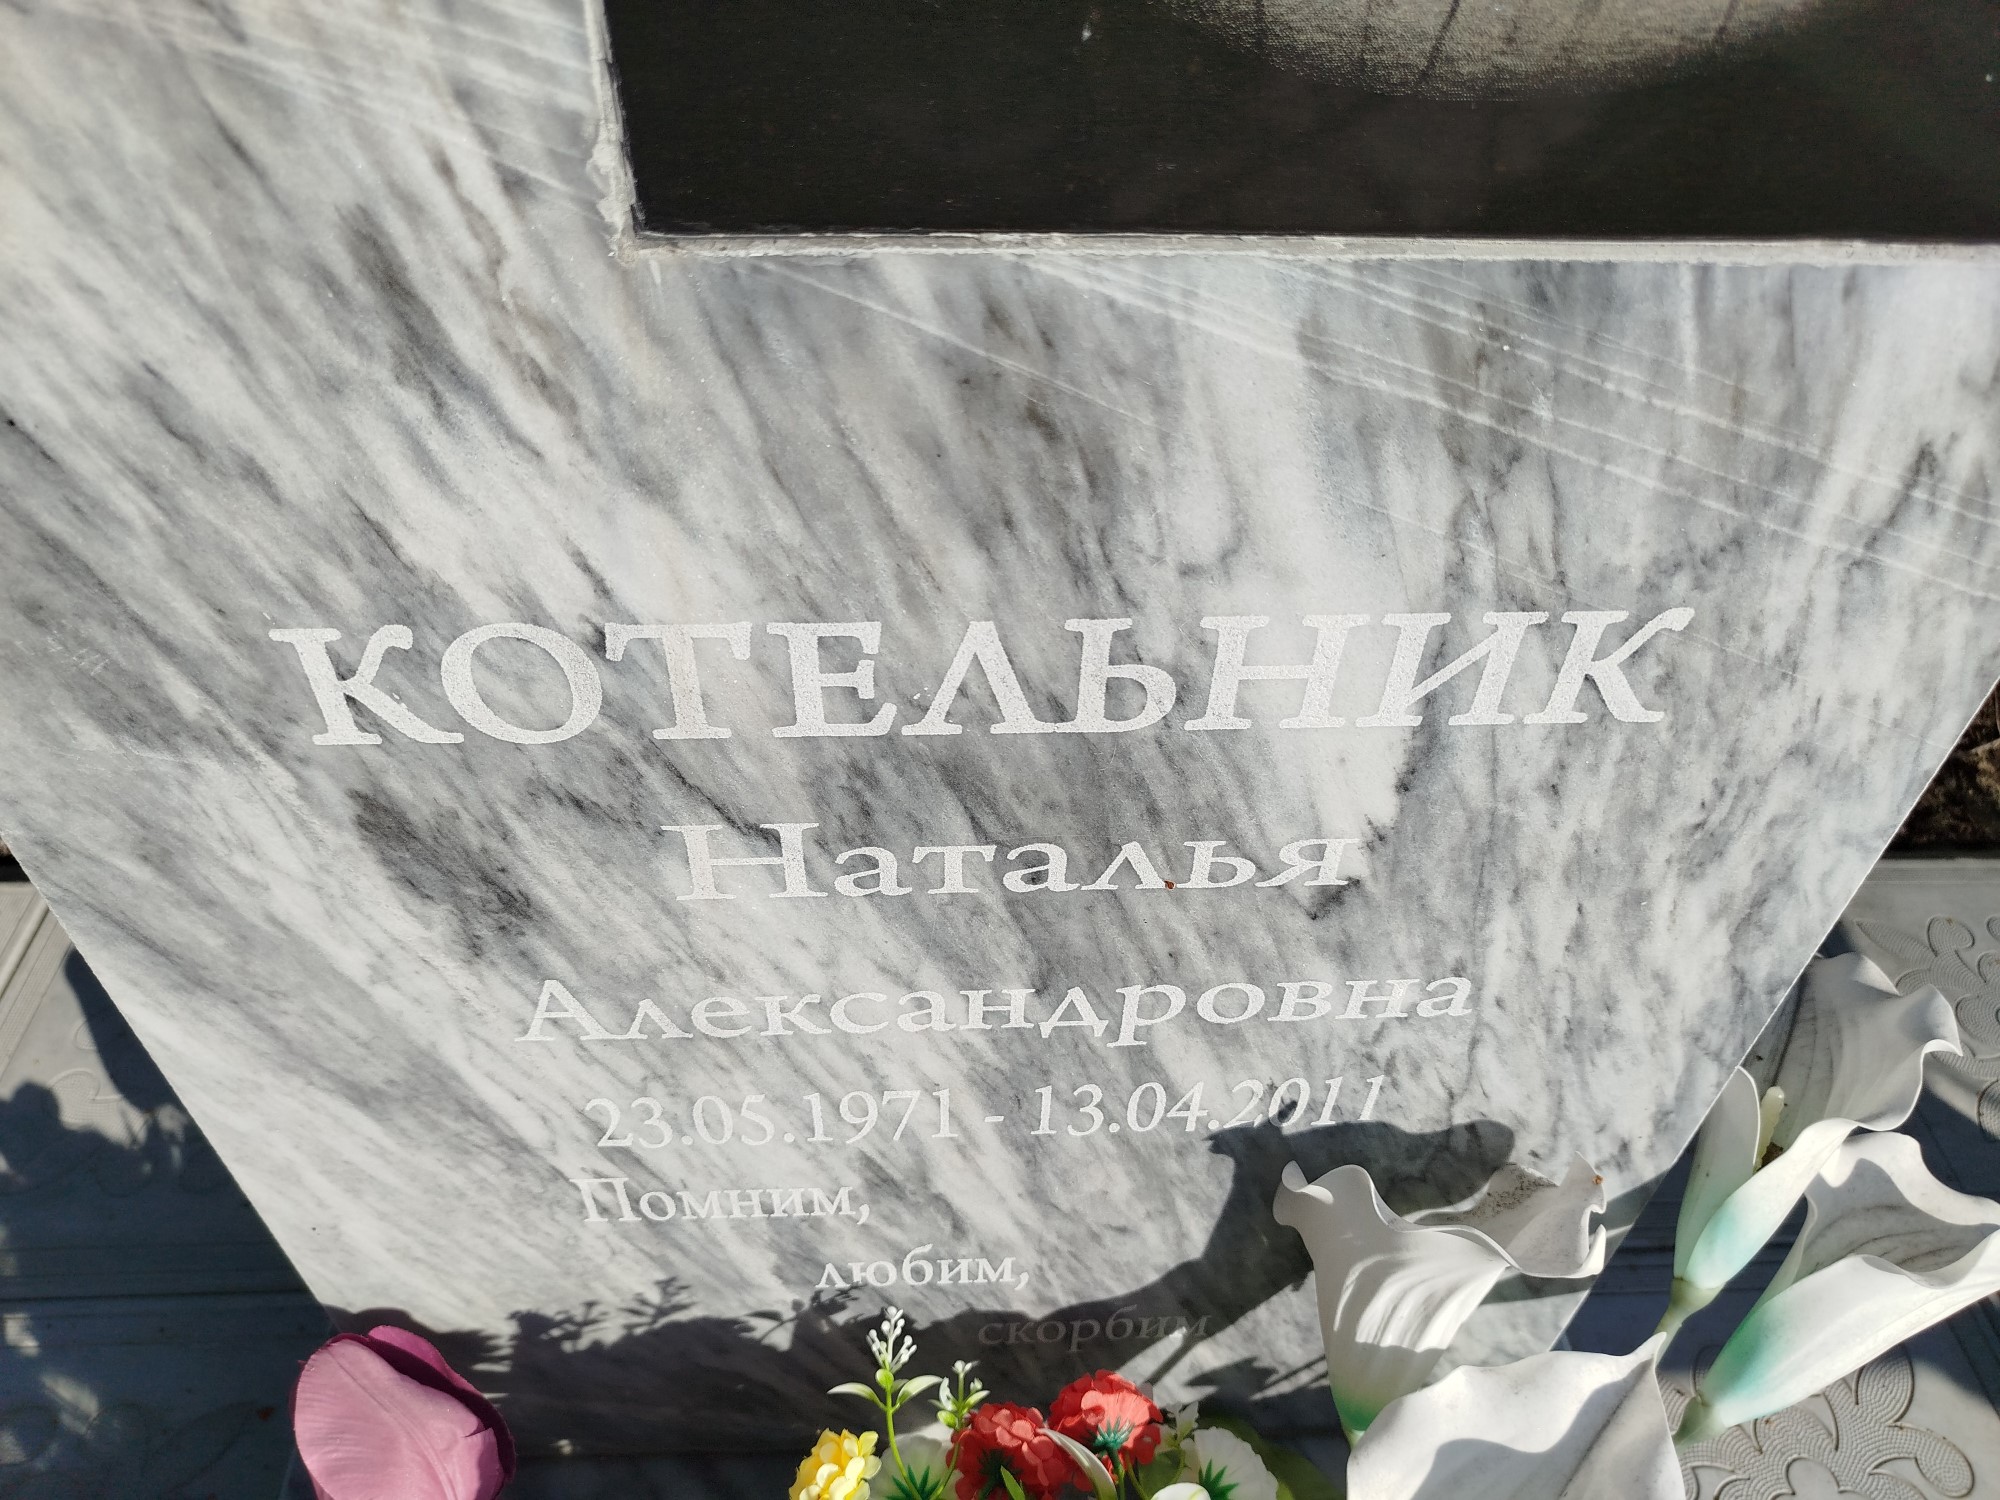 КОТЕЛЬНИК
Наталья
Александровна
23.05.1971 - 13.04.2011
Помним,
любим,
скорбим